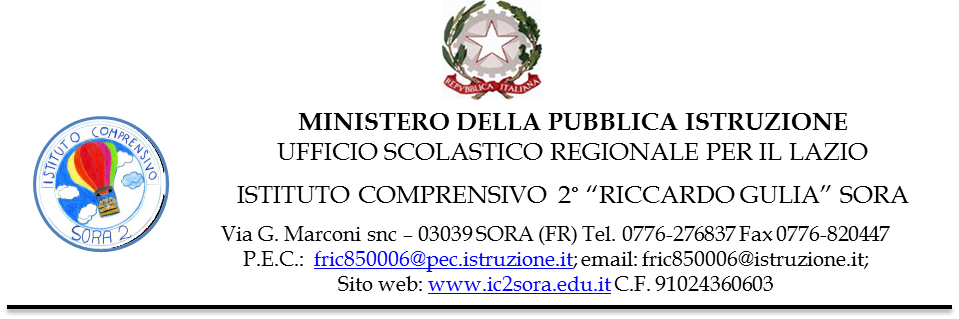 REPVBBLICA ITALIANA
MINISTERO DELLA PUBBLICA ISTRUZIONE
UFFICIO SCOLASTICO REGIONALE PER IL LAZIO
ISTITUTO COMPRENSIVO
SORA 2
ISTITUTO COMPRENSIVO 2° “RICCARDO GULIA” SORA
Via G. Marconi snc – 03039 SORA (FR) Tel. 0776-276837 Fax 0776-820447
P.E.C.: fric850006@pec.istruzione.it; email: fric850006@istruzione.it;
Sito web: www.ic2sora.edu.it C.F. 91024360603